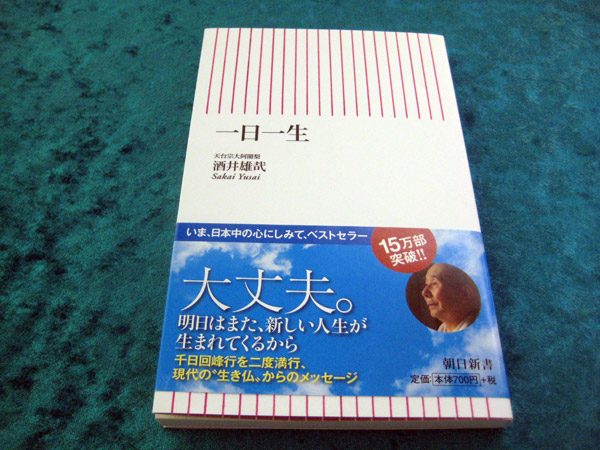 一日一生
天台宗大阿闍梨
酒井雄哉
Sakai Yusai
いま、日本中の心にしみて、ベストセラー
15万部
突破!!
大丈夫。
明日はまた、新しい人生が
生まれてくるから
千日回峰行を二度満行、
現代の〝生き仏〟からのメッセージ
朝日新書
定価:本体700円+税